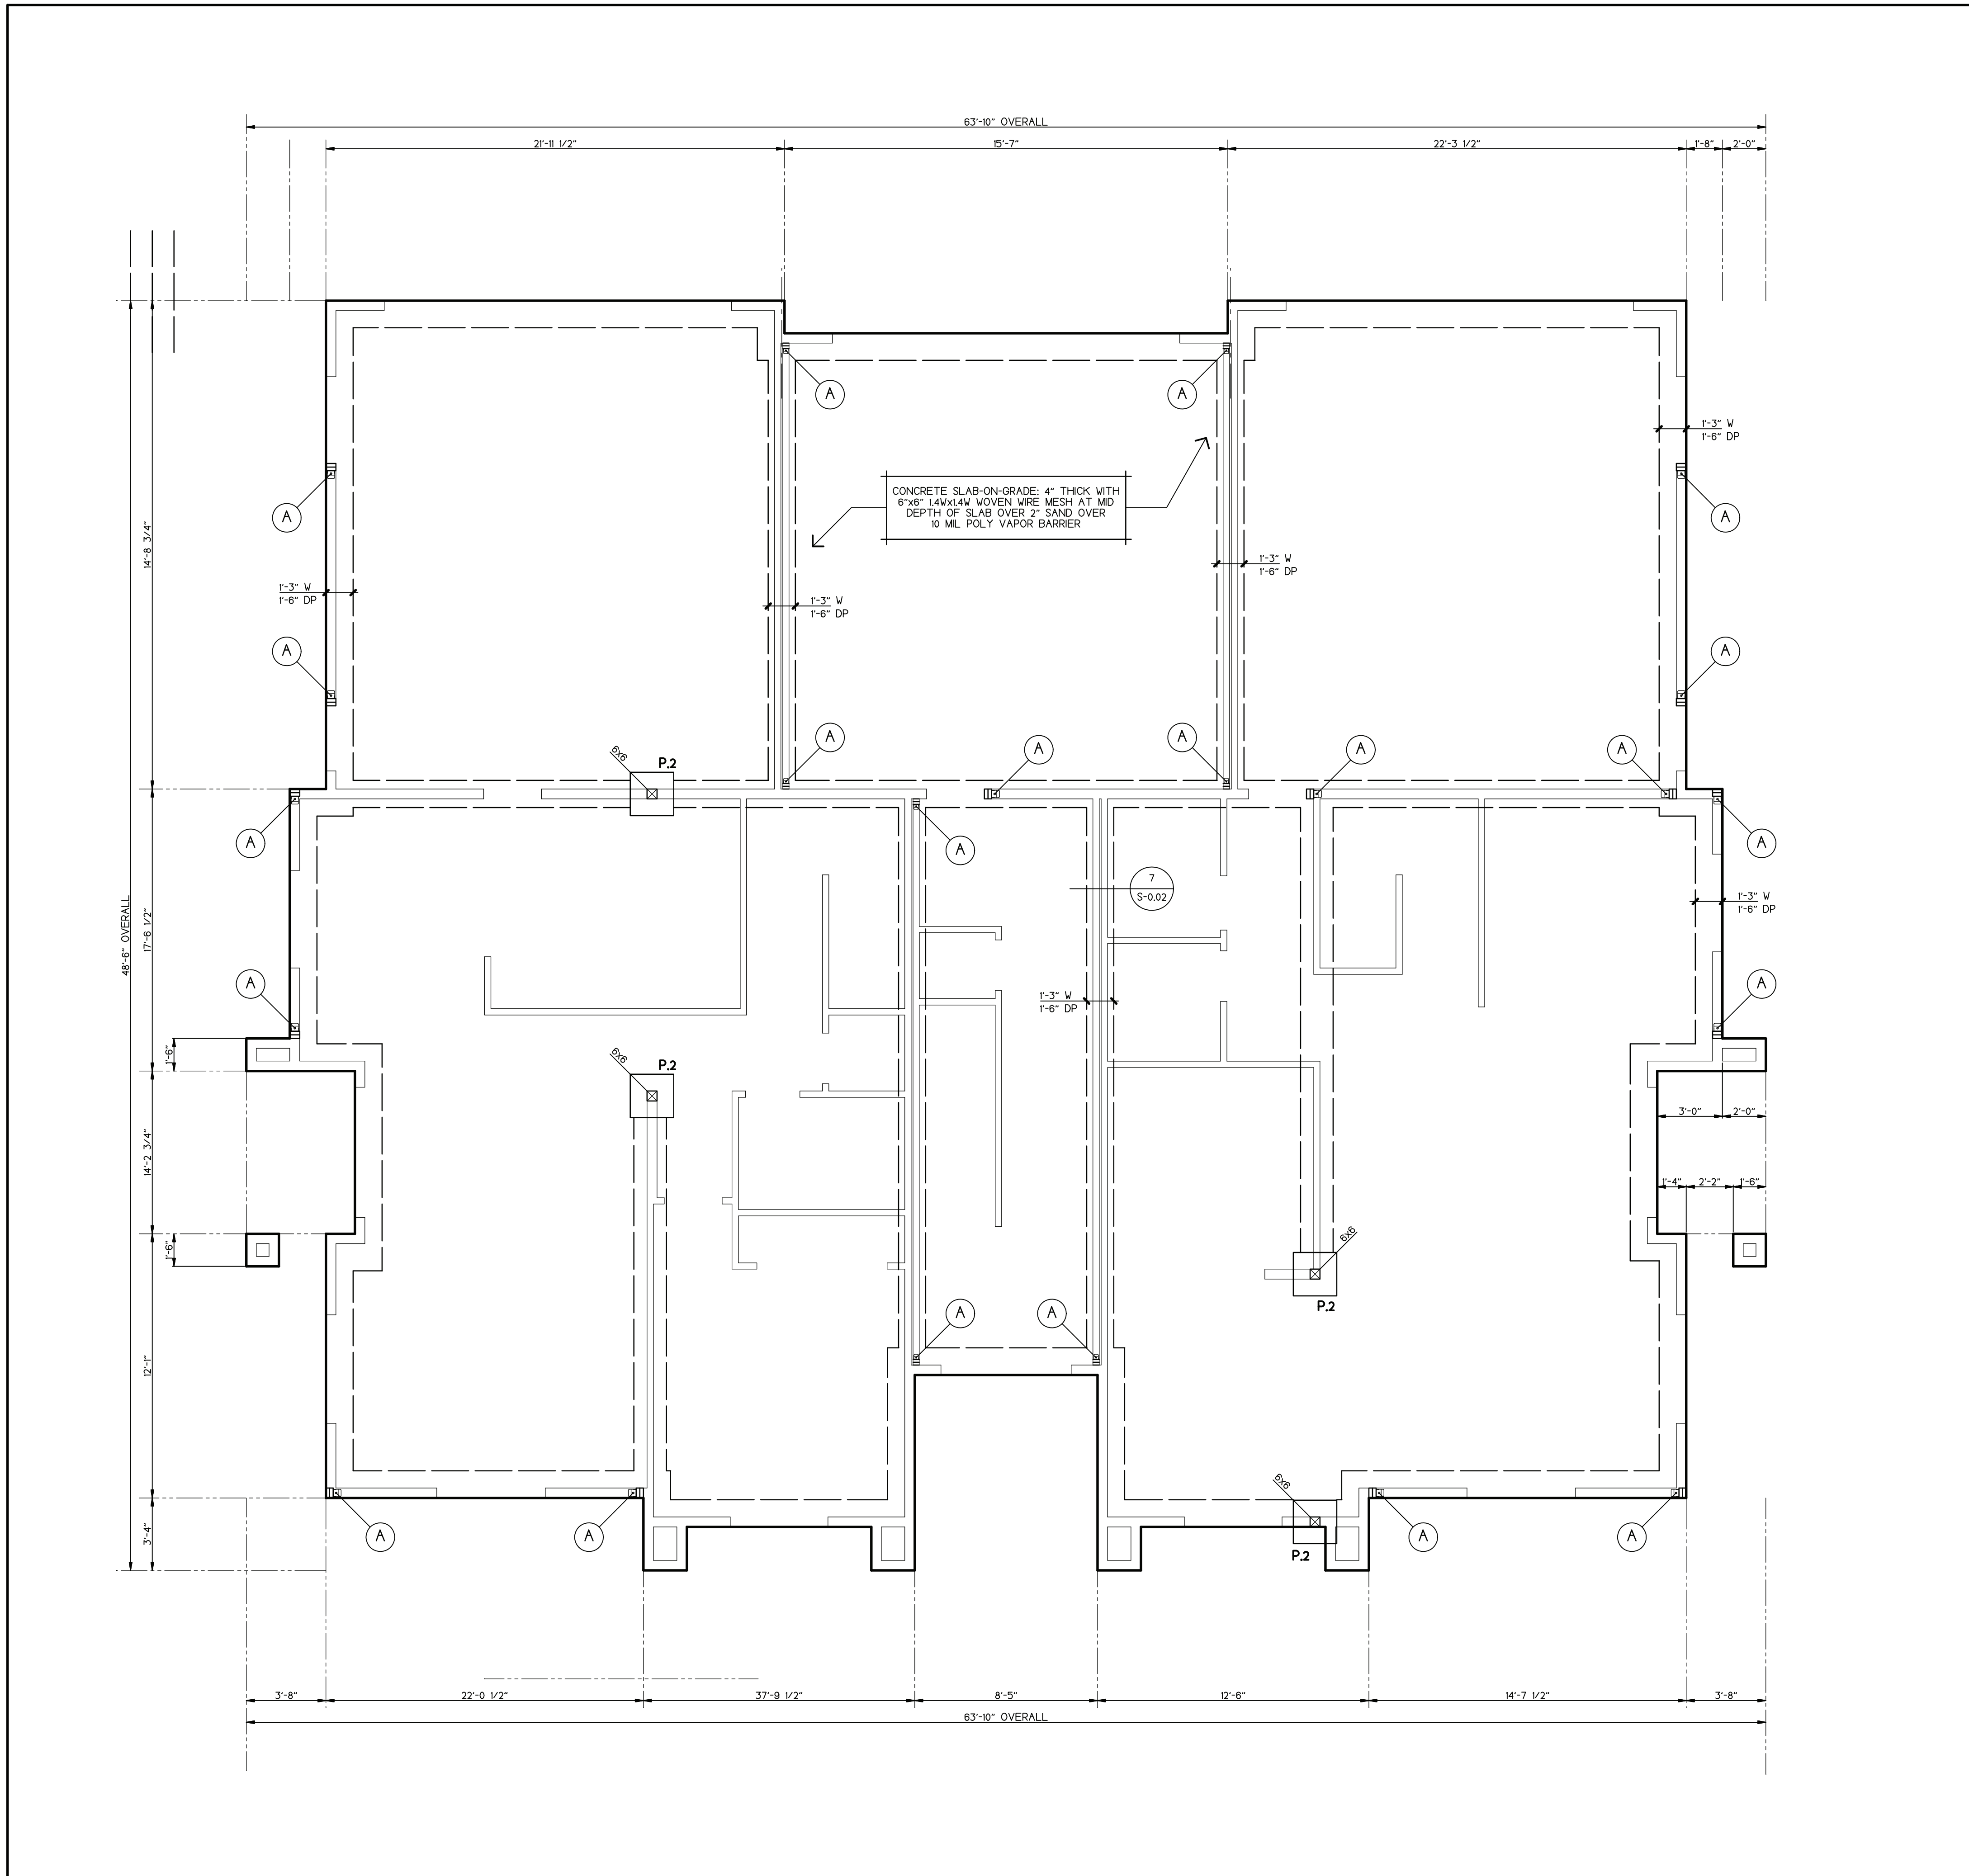 63'-10" OVERALL
21'-11 1/2"
15'-7"
22'-3 1/2"
1'-8"
2'-0"
A
A
1'-3" W
1'-6" DP
CONCRETE SLAB-ON-GRADE: 4" THICK WITH
6"x6" 1.4Wx1.4W WOVEN WIRE MESH AT MID
DEPTH OF SLAB OVER 2" SAND OVER
10 MIL POLY VAPOR BARRIER
A
A
14'-8 3/4"
1'-3" W
1'-6" DP
1'-3" W
1'-6" DP
1'-3" W
1'-6" DP
A
A
6x6
P.2
A
A
A
A
A
A
A
A
7
S-0.02
1'-3" W
1'-6" DP
48'-6" OVERALL
17'-6 1/2"
A
A
1'-3" W
1'-6" DP
1'-6"
6x6
P.2
3'-0"
2'-0"
14'-2 3/4"
1'-4"
2'-2"
1'-6"
1'-6"
6x6
P.2
A
A
12'-1"
6x6
P.2
A
A
A
A
3'-4"
3'-8"
22'-0 1/2"
37'-9 1/2"
8'-5"
12'-6"
14'-7 1/2"
3'-8"
63'-10" OVERALL